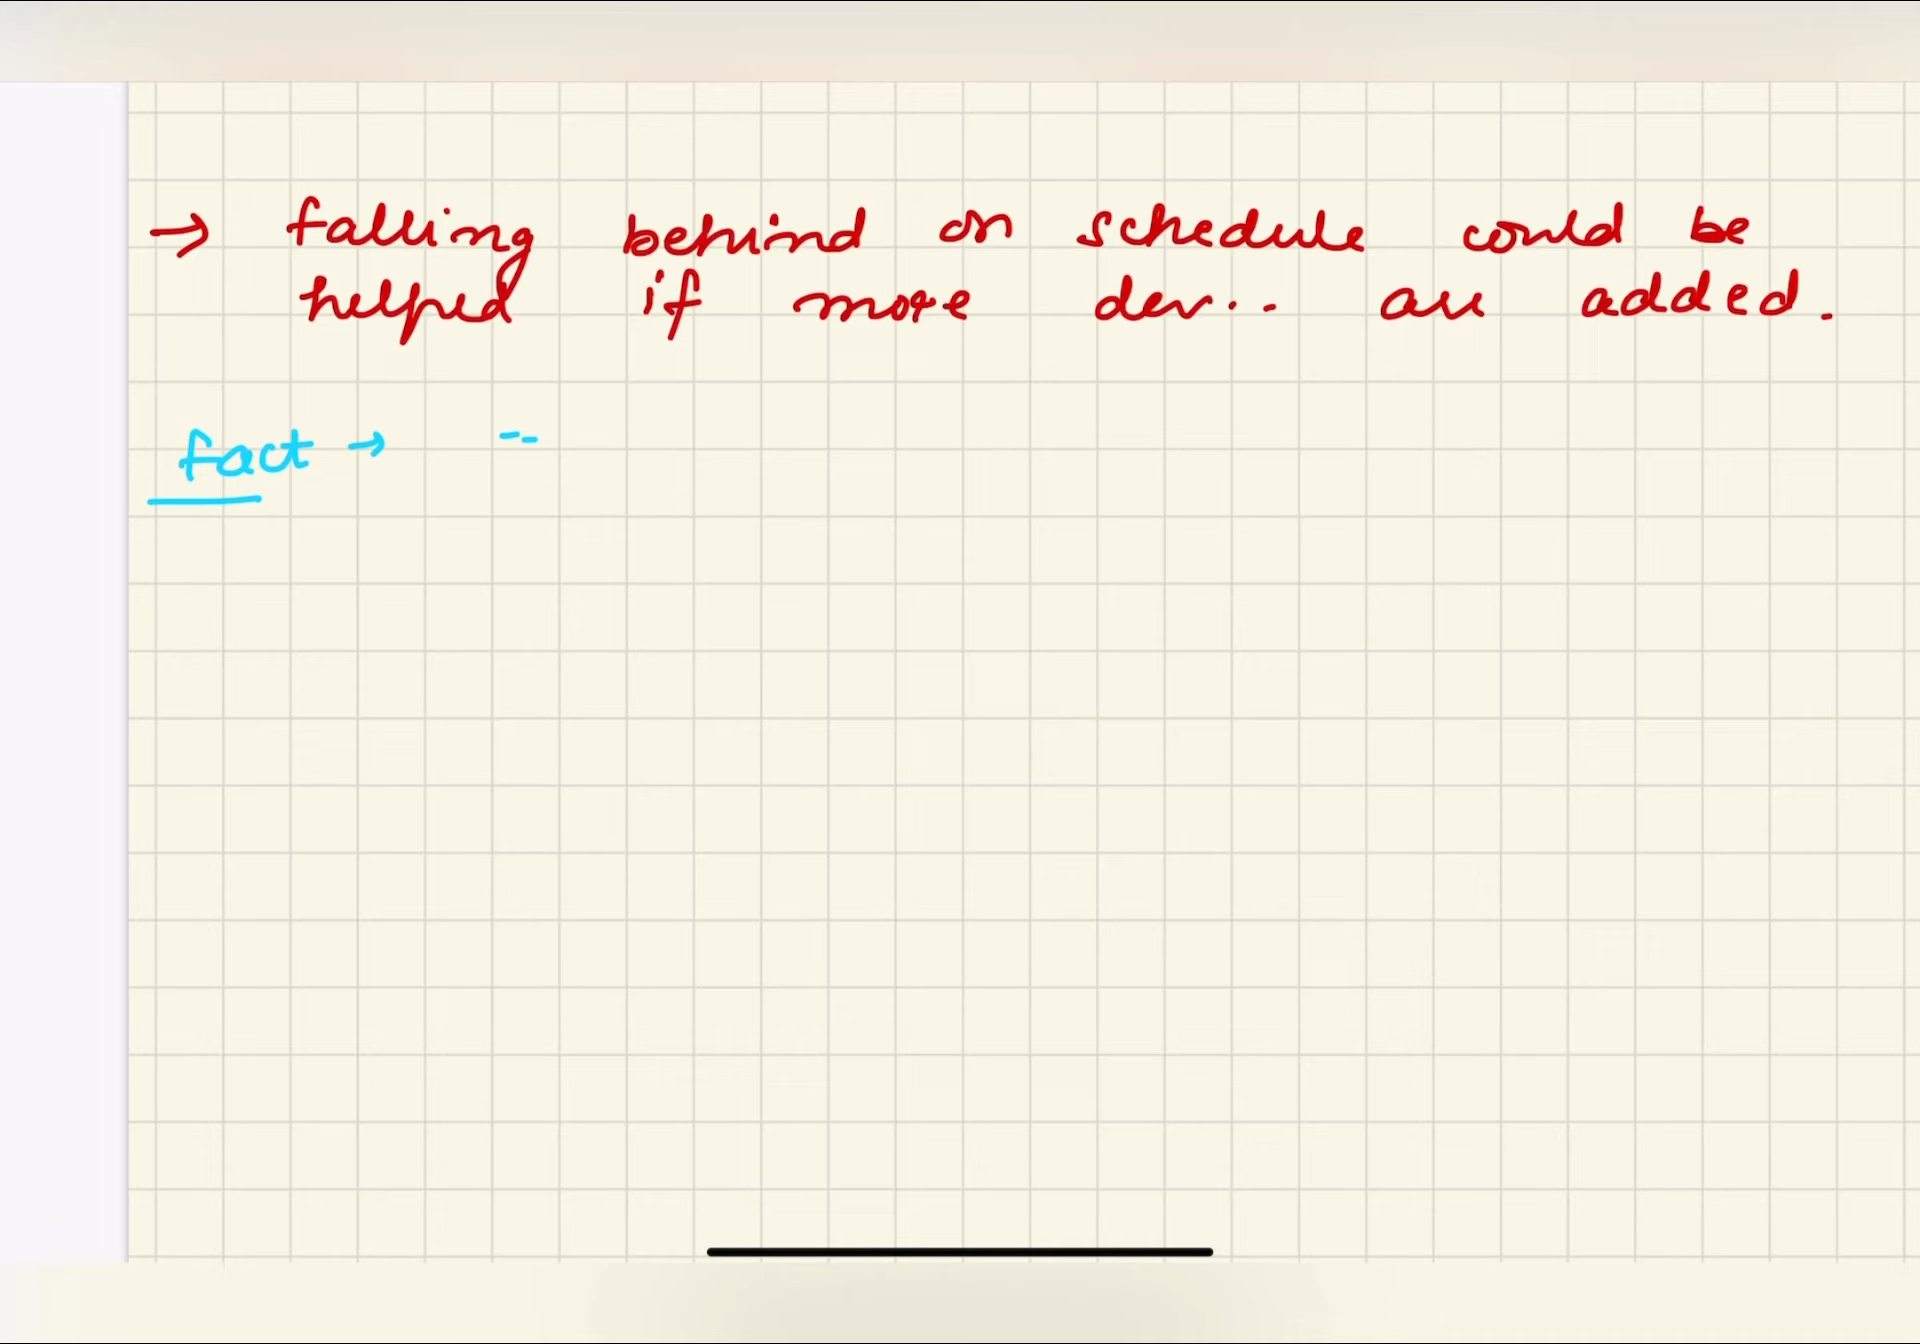 → falling behind on schedule could be
helped if more dev.. are added.
fact → --